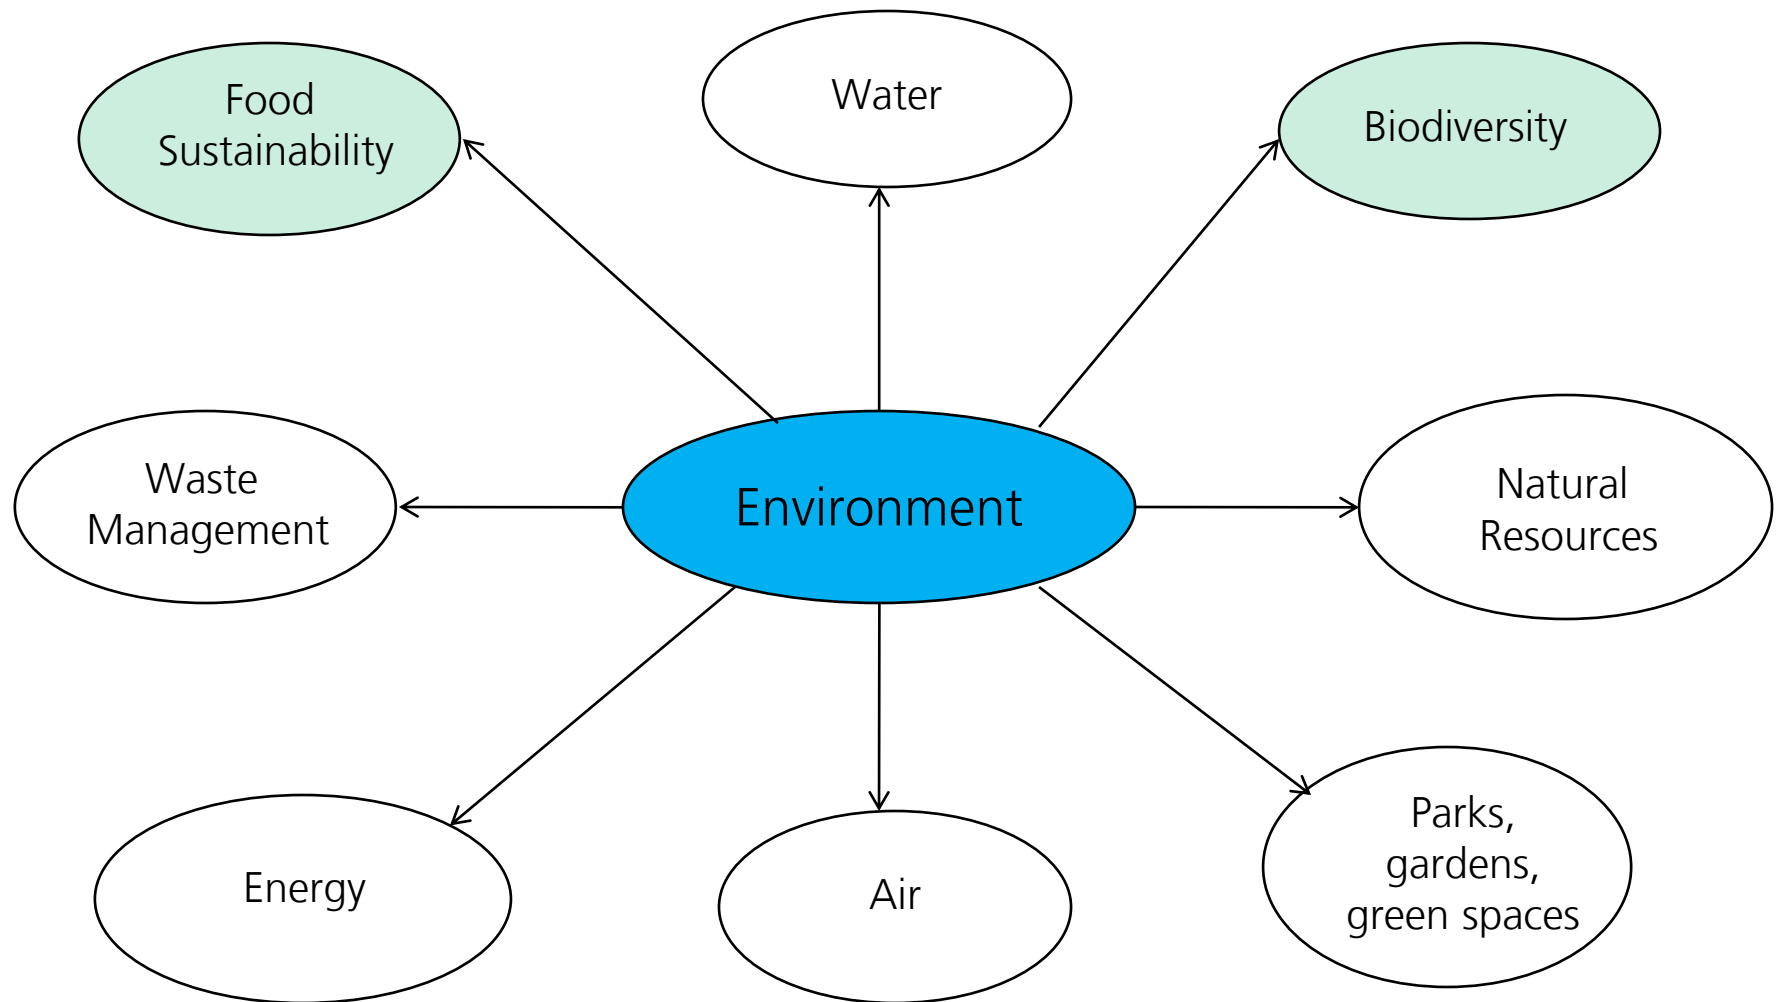 Food
Sustainability
Water
Biodiversity
Waste
Management
Environment
Natural
Resources
Energy
Air
Parks,
gardens,
green spaces